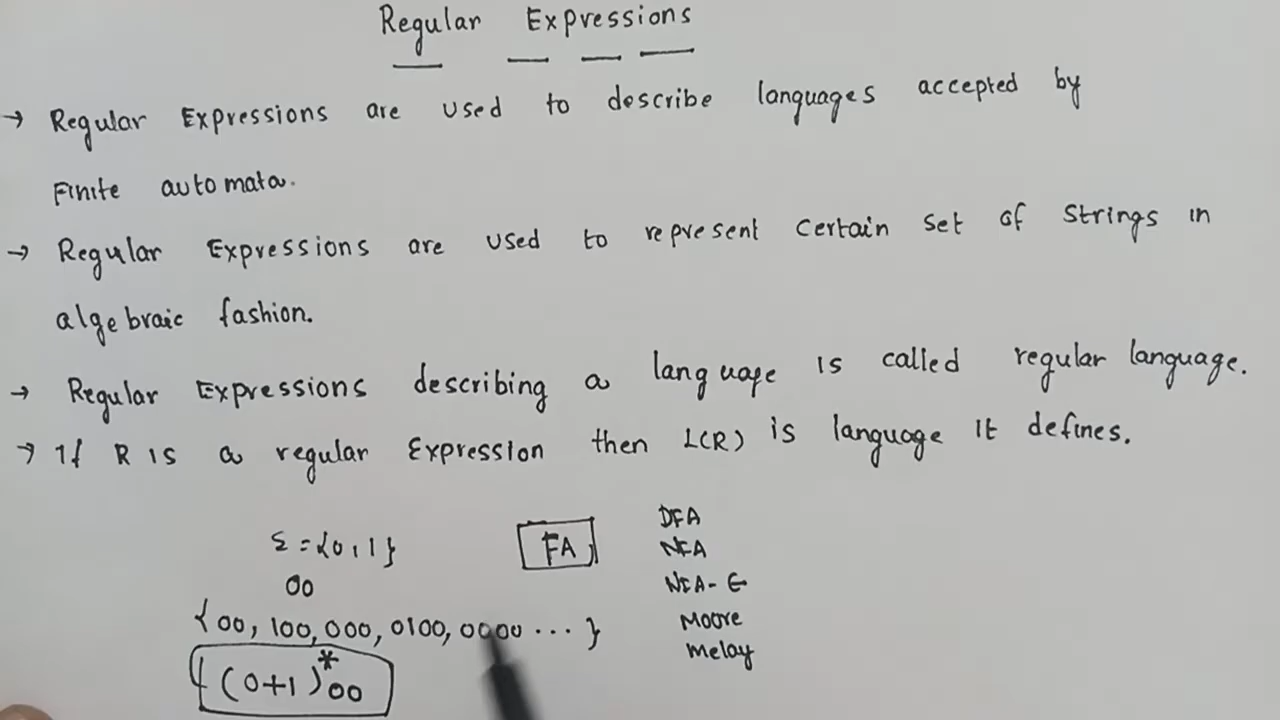 Regular Expressions
→ Regular Expressions are used to describe languages accepted by
Finite automata.
→ Regular Expressions are used to represent certain set of strings in
algebraic fashion.
→ Regular Expressions describing a language is called regular language.
→ If R is a regular Expression then L(R) is language it defines.
Σ = {0,1}
FA
DFA
NFA
00
NFA-ϵ
{00, 100, 000, 0100, 0000 ... }
Moore
melay
(0+1)*00